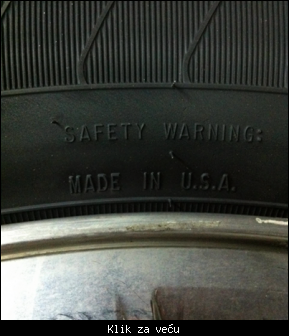 SAFETY WARNING:
MADE IN U.S.A.
Klik za veću